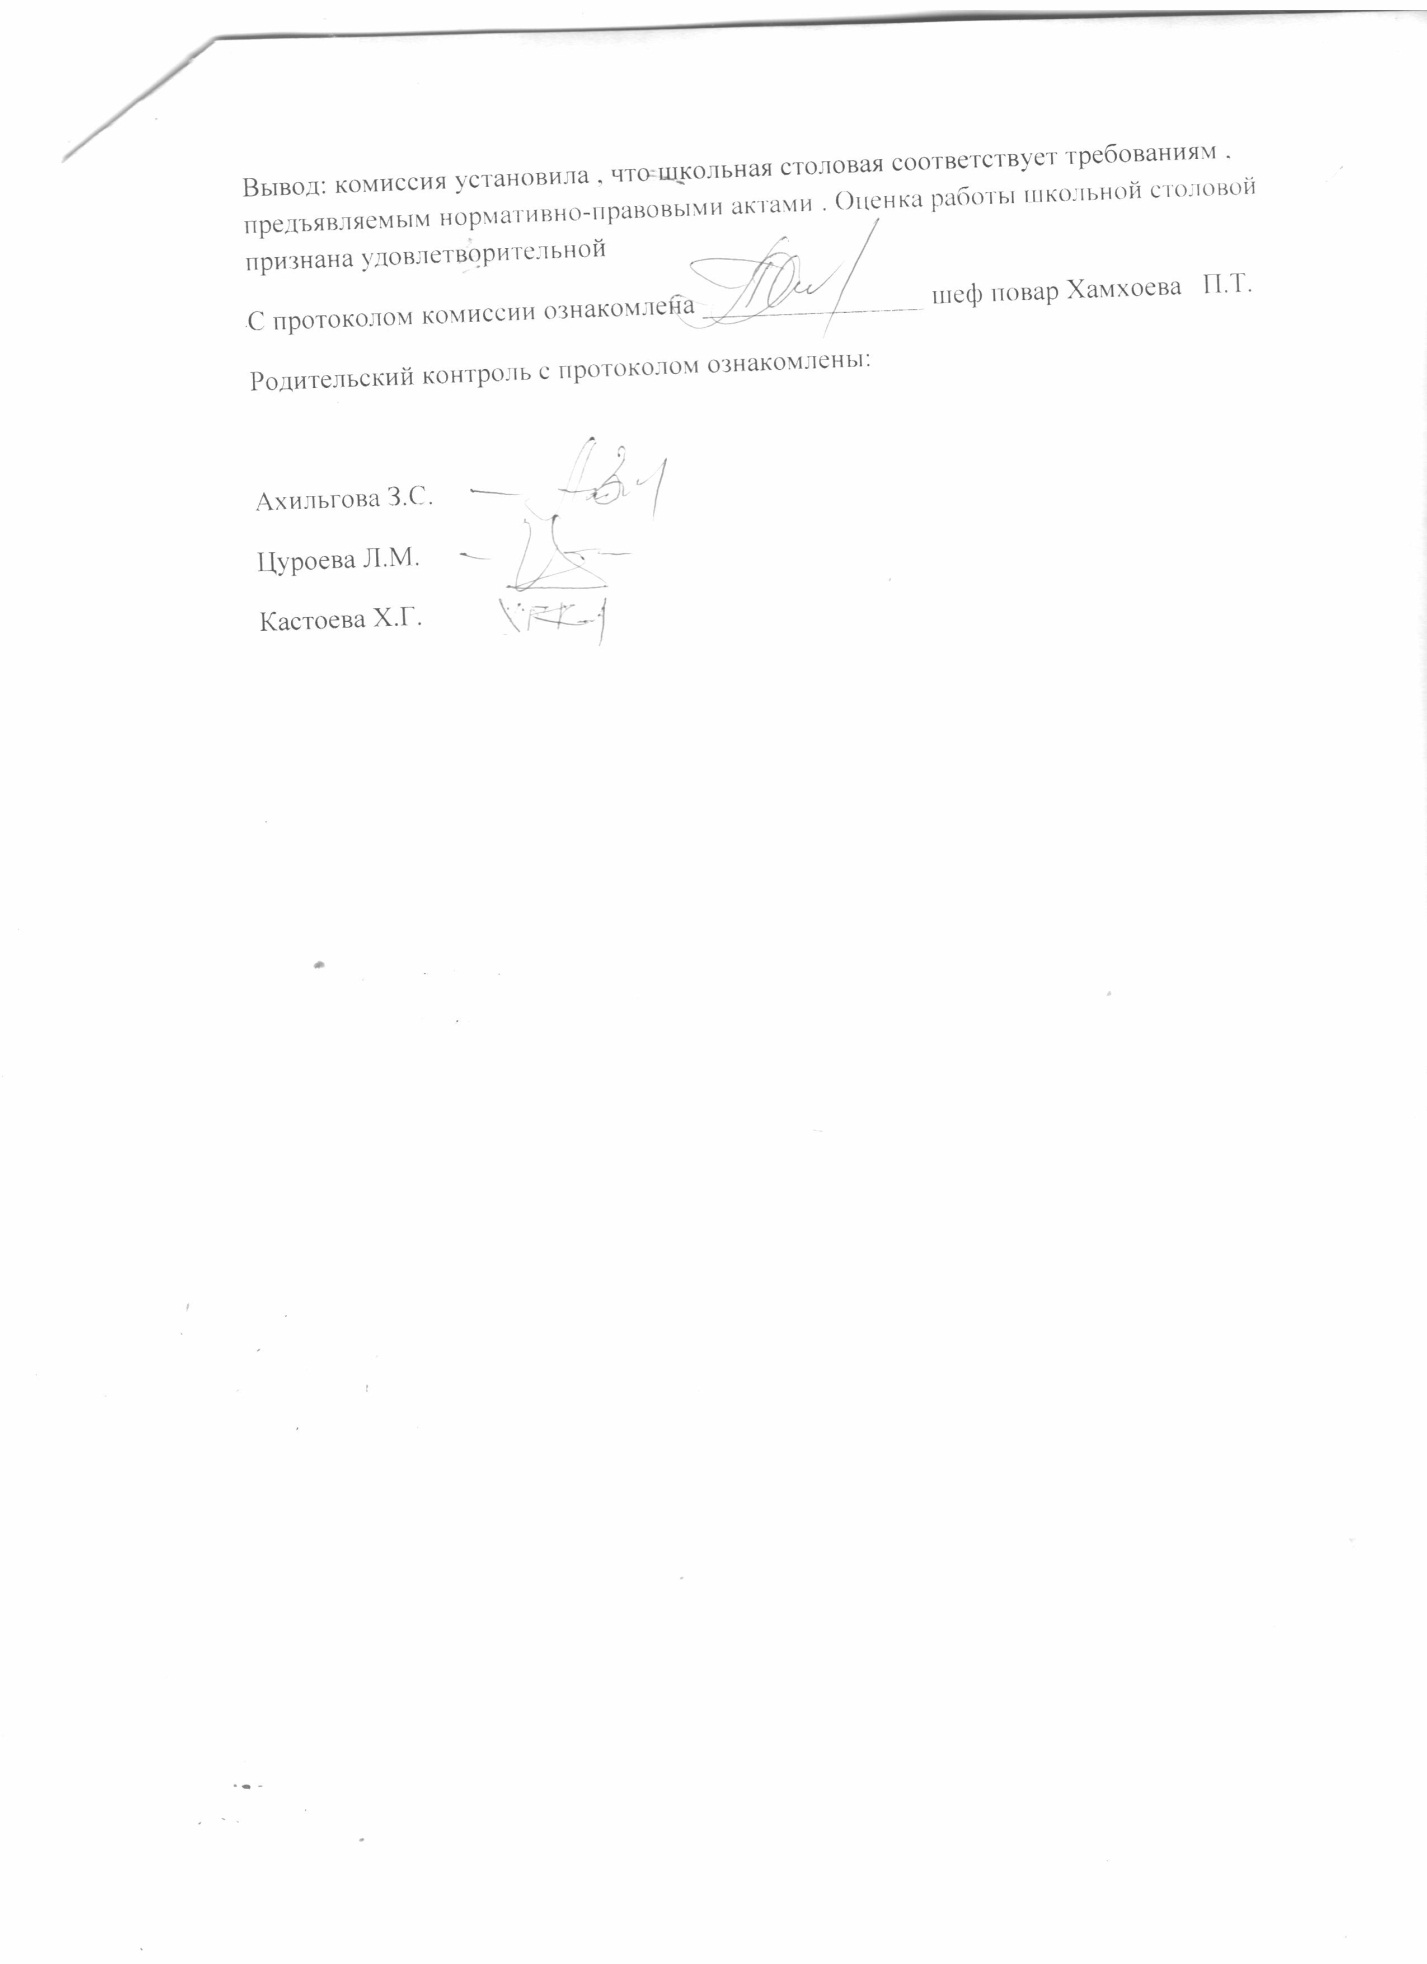 Вывод: комиссия установила , что школьная столовая соответствует требованиям .
предъявляемым нормативно-правовыми актами . Оценка работы школьной столовой
признана удовлетворительной
С протоколом комиссии ознакомлена ________________ шеф повар Хамхоева П.Т.
Родительский контроль с протоколом ознакомлены:
Ахильгова З.С.
Цуроева Л.М.
Кастоева Х.Г.